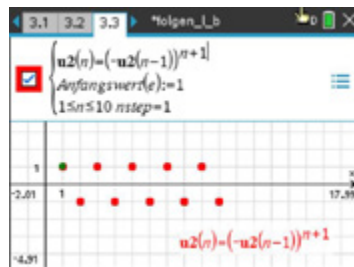 3.1 3.2 3.3 *folgen_l_b D
u2(n)=(-u2(n-1))ⁿ⁺¹
Anfangswert(e):=1
1≤n≤10 nstep=1
1
-2.01 1 17.99
u2(n)=(-u2(n-1))ⁿ⁺¹
-4.91